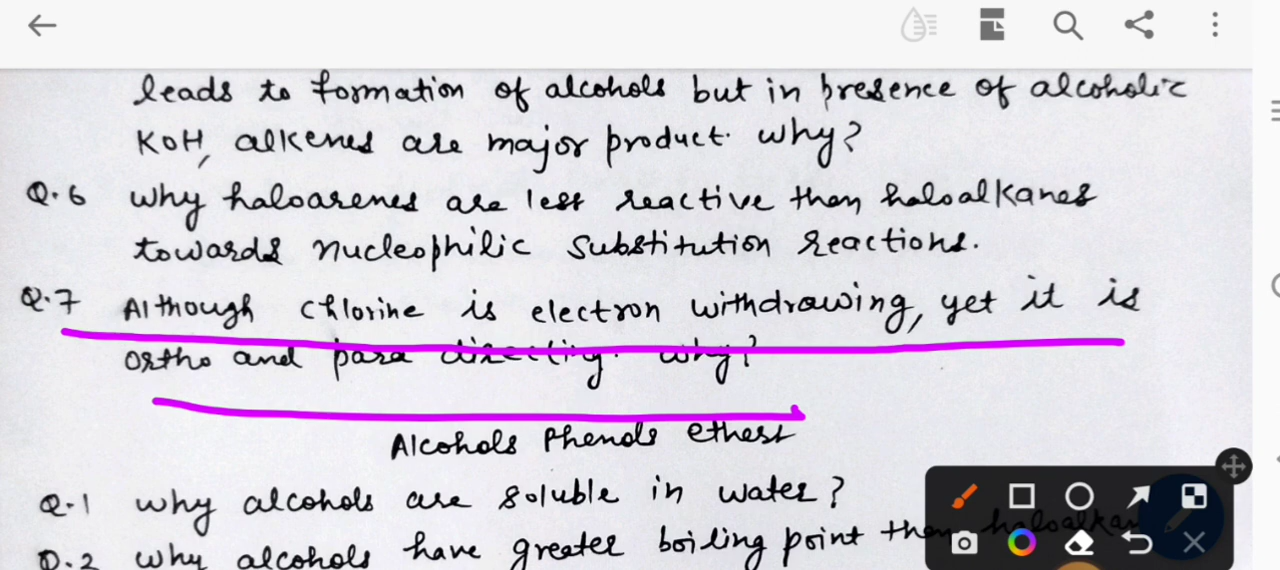 leads to formation of alcohols but in presence of alcoholic
KOH, alkenes are major product. why?
Q.6 why haloarenes are less reactive then haloalkanes
towards nucleophilic substitution reactions.
Q.7 Although chlorine is electron withdrawing, yet it is
ortho and para directing. why?
Alcohols Phenols ethers
Q.1 why alcohols are soluble in water?
Q.2 why alcohols have greater boiling point then